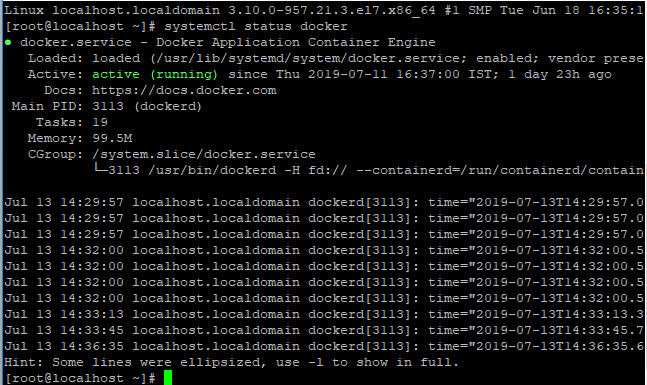 Linux localhost.localdomain 3.10.0-957.21.3.el7.x86_64 #1 SMP Tue Jun 18 16:35:1
[root@localhost ~]# systemctl status docker
● docker.service - Docker Application Container Engine
   Loaded: loaded (/usr/lib/systemd/system/docker.service; enabled; vendor prese
   Active: active (running) since Thu 2019-07-11 16:37:00 IST; 1 day 23h ago
     Docs: https://docs.docker.com
 Main PID: 3113 (dockerd)
    Tasks: 19
   Memory: 99.5M
   CGroup: /system.slice/docker.service
           └─3113 /usr/bin/dockerd -H fd:// --containerd=/run/containerd/contain
Jul 13 14:29:57 localhost.localdomain dockerd[3113]: time="2019-07-13T14:29:57.0
Jul 13 14:29:57 localhost.localdomain dockerd[3113]: time="2019-07-13T14:29:57.0
Jul 13 14:29:57 localhost.localdomain dockerd[3113]: time="2019-07-13T14:29:57.0
Jul 13 14:32:00 localhost.localdomain dockerd[3113]: time="2019-07-13T14:32:00.5
Jul 13 14:32:00 localhost.localdomain dockerd[3113]: time="2019-07-13T14:32:00.5
Jul 13 14:32:00 localhost.localdomain dockerd[3113]: time="2019-07-13T14:32:00.5
Jul 13 14:32:00 localhost.localdomain dockerd[3113]: time="2019-07-13T14:32:00.5
Jul 13 14:33:13 localhost.localdomain dockerd[3113]: time="2019-07-13T14:33:13.3
Jul 13 14:33:45 localhost.localdomain dockerd[3113]: time="2019-07-13T14:33:45.7
Jul 13 14:36:35 localhost.localdomain dockerd[3113]: time="2019-07-13T14:36:35.6
Hint: Some lines were ellipsized, use -l to show in full.
[root@localhost ~]#